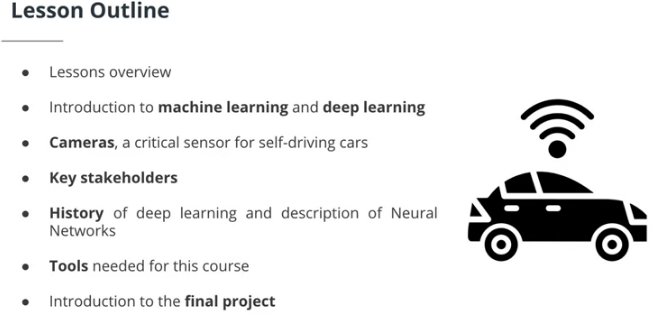 Lesson Outline
● Lessons overview
● Introduction to machine learning and deep learning
● Cameras, a critical sensor for self-driving cars
● Key stakeholders
● History of deep learning and description of Neural
Networks
● Tools needed for this course
● Introduction to the final project